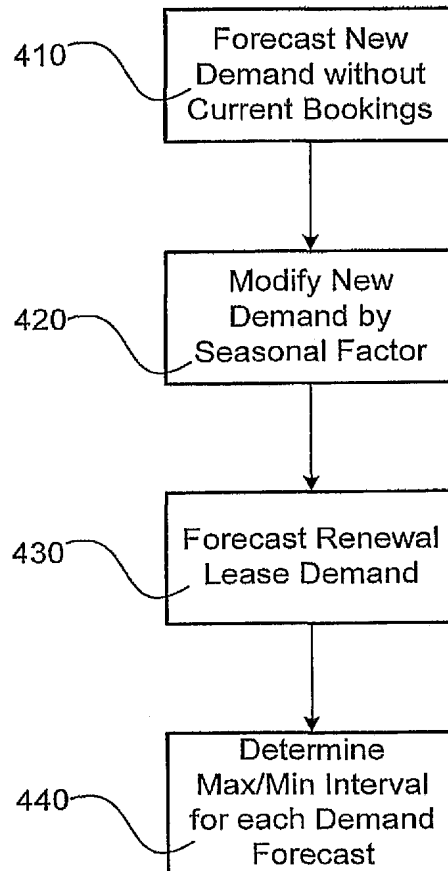 410
Forecast New
Demand without
Current Bookings
420
Modify New
Demand by
Seasonal Factor
430
Forecast Renewal
Lease Demand
440
Determine
Max/Min Interval
for each Demand
Forecast